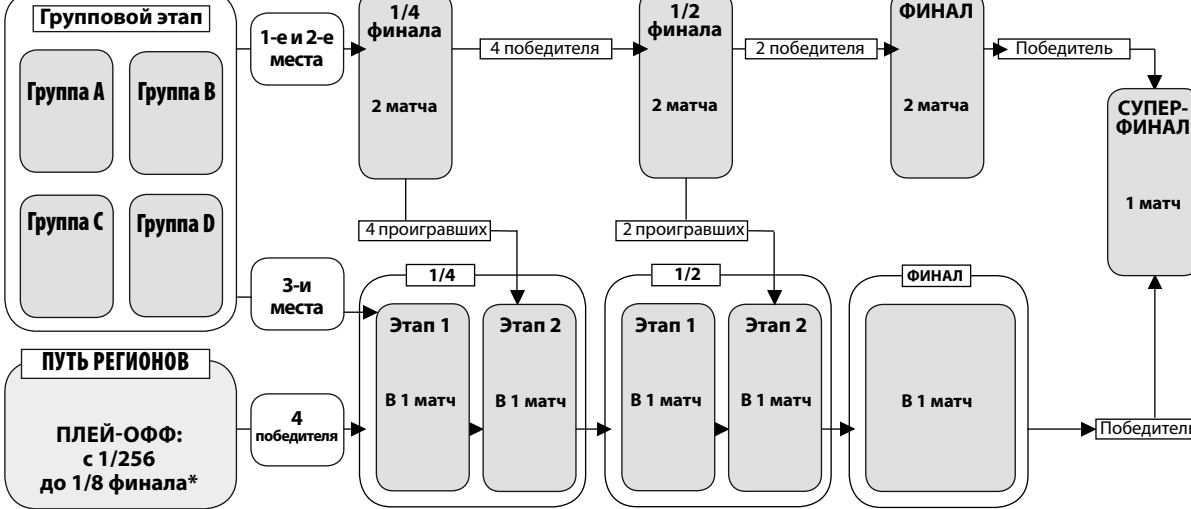 Групповой этап
Группа A
Группа B
Группа C
Группа D
1-е и 2-е
места
1/4
финала
2 матча
4 победителя
1/2
финала
2 матча
2 победителя
ФИНАЛ
2 матча
Победитель
СУПЕР-
ФИНАЛ
1 матч
4 проигравших
2 проигравших
3-и
места
1/4
Этап 1
В 1 матч
Этап 2
В 1 матч
1/2
Этап 1
В 1 матч
Этап 2
В 1 матч
ФИНАЛ
В 1 матч
Победитель
ПУТЬ РЕГИОНОВ
ПЛЕЙ-ОФФ:
с 1/256
до 1/8 финала*
4
победителя